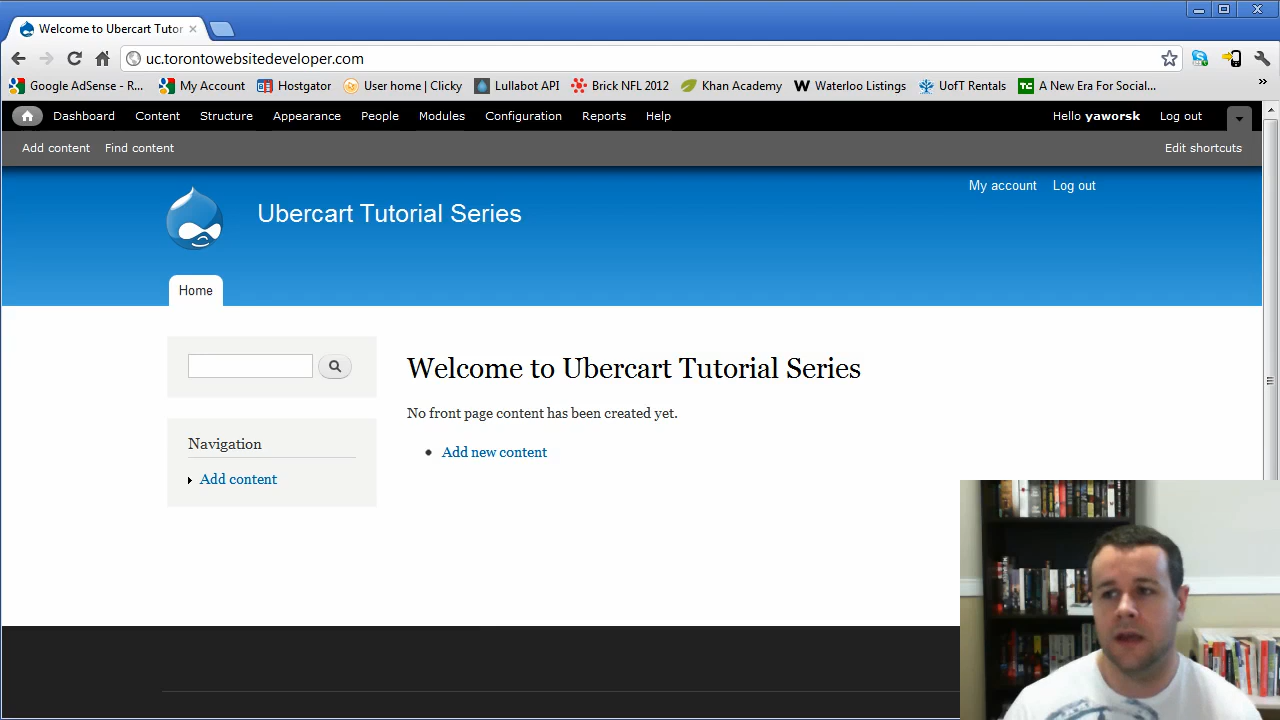 Welcome to Ubercart Tutor
uc.torontowebsitedeveloper.com
Google AdSense - R... My Account Hostg User home | Clicky Lullabot API Brick NFL 2012 Khan Academy Waterloo Listings UofT Rentals A New Era For Social... »
Dashboard Content Structure Appearance People Modules Configuration Reports Help Hello yaworsk Log out
Add content Find content Edit shortcuts
My account Log out
Ubercart Tutorial Series
Home
Welcome to Ubercart Tutorial Series
No front page content has been created yet.
Add new content
Navigation
Add content